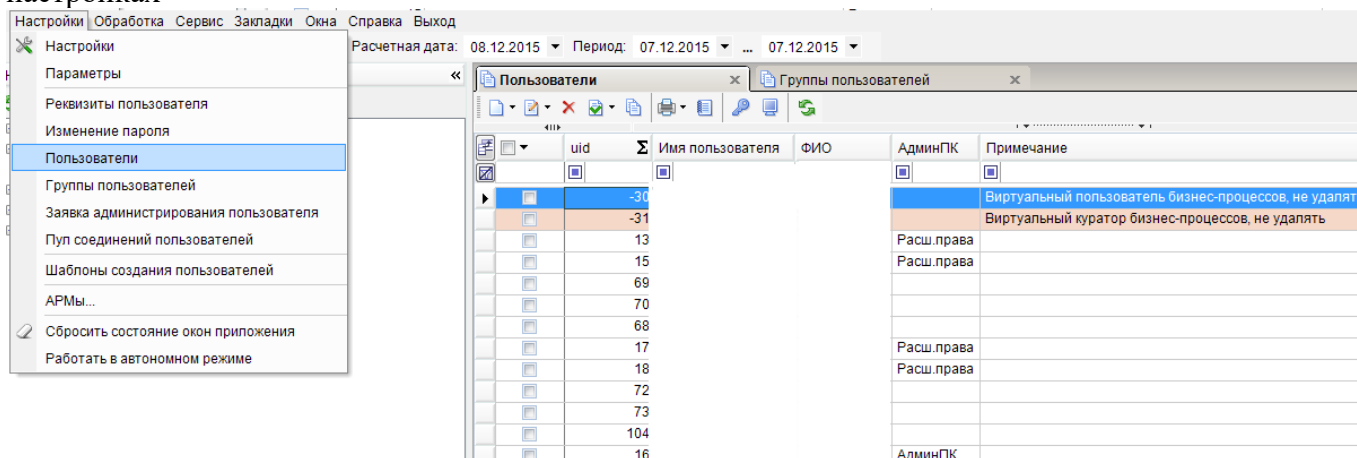 настройках
Настройки Обработка Сервис Закладки Окна Справка Выход
Настройки
Расчетная дата: 08.12.2015 Период: 07.12.2015 ... 07.12.2015
Параметры
Реквизиты пользователя
Изменение пароля
Пользователи
Группы пользователей
Заявка администрирования пользователя
Пул соединений пользователей
Шаблоны создания пользователей
АРМы...
Сбросить состояние окон приложения
Работать в автономном режиме
Пользователи Группы пользователей
uid Σ Имя пользователя ФИО АдминПК Примечание
-30 Виртуальный пользователь бизнес-процессов, не удалят
-31 Виртуальный куратор бизнес-процессов, не удалять
13 Расш.права
15 Расш.права
69
70
68
17 Расш.права
18 Расш.права
72
73
104
16 АдминПК